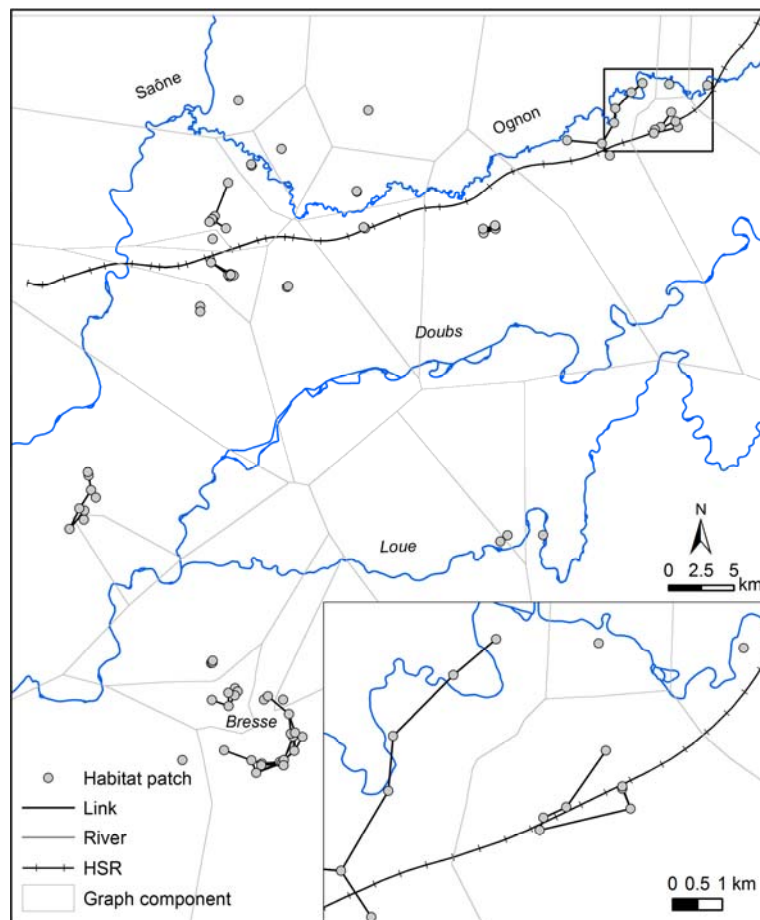 Saône
Ognon
Doubs
N
Loue
0 2.5 5
km
Bresse
Habitat patch
Link
River
HSR
Graph component
0 0.5 1 km